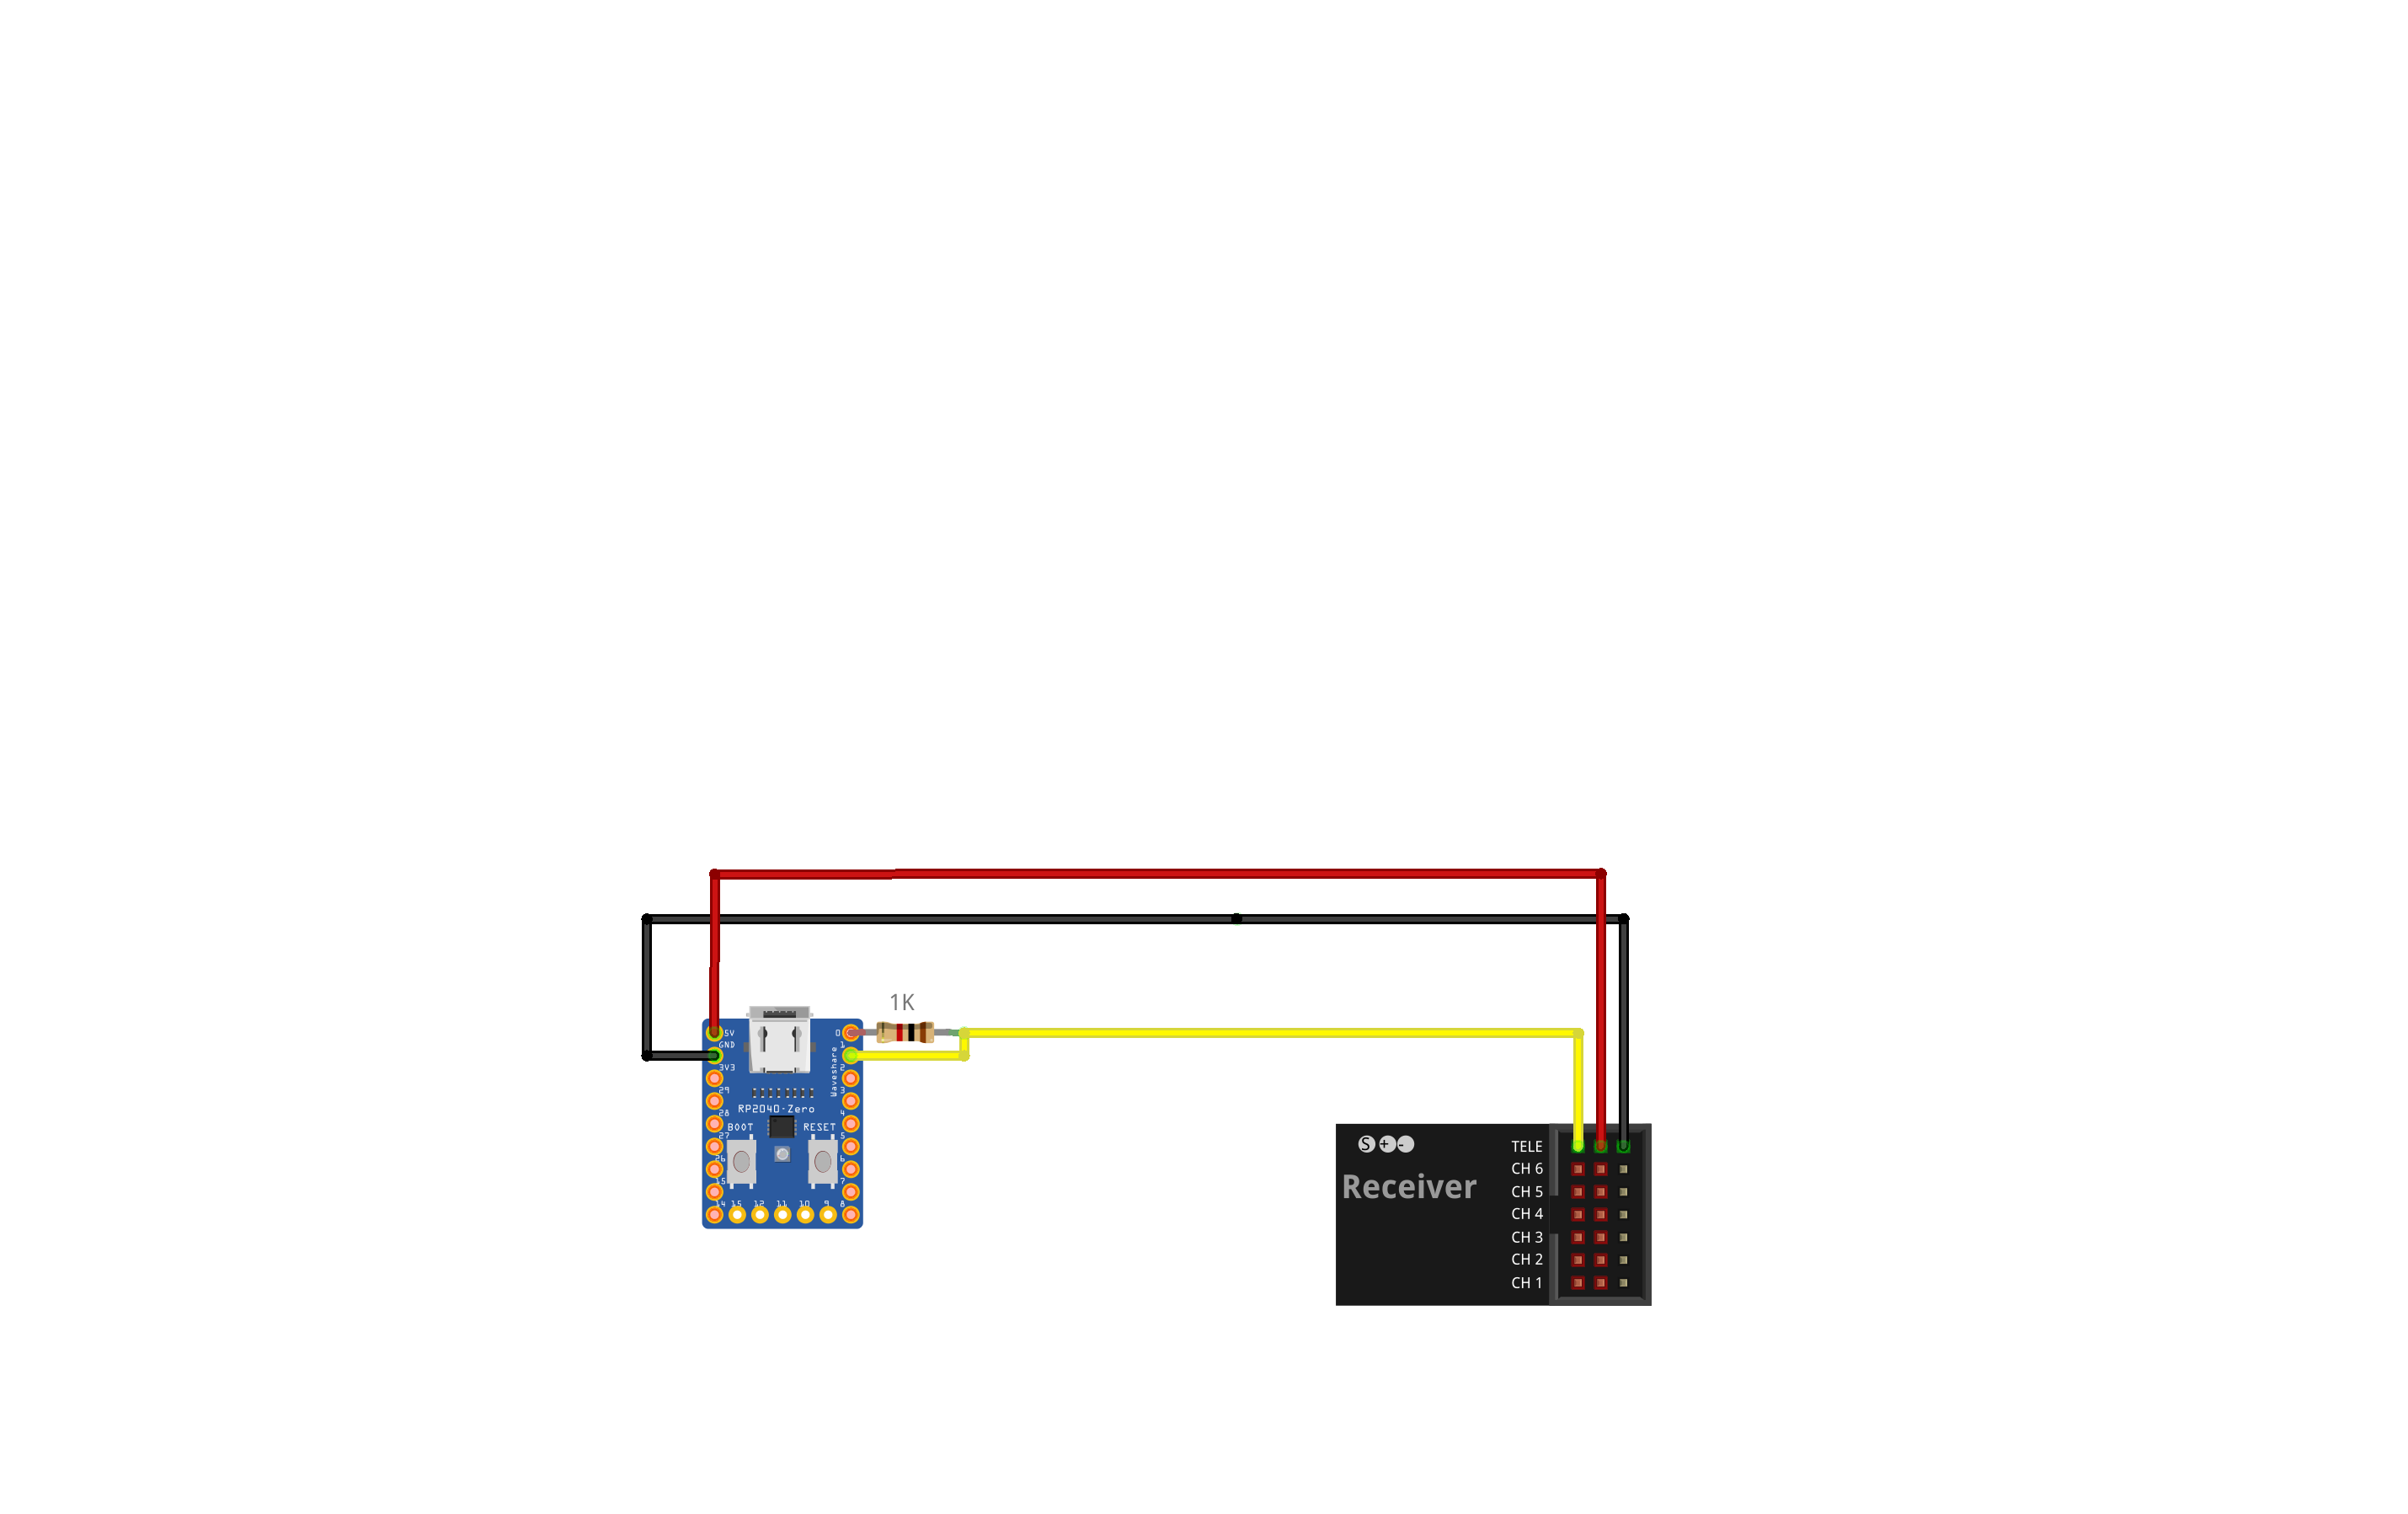 1K
5V
0
GND
1
3V3
2
29
3
28
4
27
5
26
6
15
7
14
15
12
11
10
9
8
Waveshare
RP2040-Zero
BOOT
RESET
S + -
Receiver
TELE
CH 6
CH 5
CH 4
CH 3
CH 2
CH 1